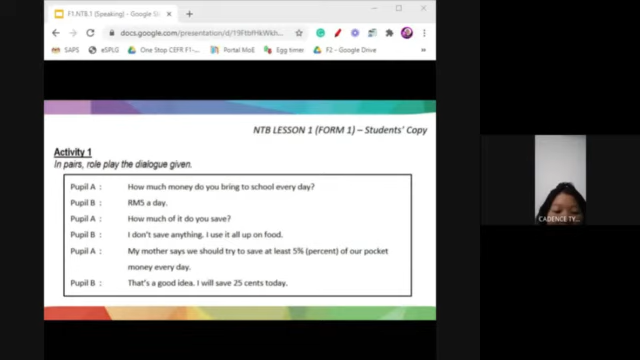 F1.NTB.1 (Speaking) - Google Sli
docs.google.com/presentation/d/19FtbfHkWkh...
SAPS
eSPLG
One Stop CEFR F1-...
Portal MoE
Egg timer
F2 - Google Drive
NTB LESSON 1 (FORM 1) – Students' Copy
Activity 1
In pairs, role play the dialogue given.
Pupil A : How much money do you bring to school every day?
Pupil B : RM5 a day.
Pupil A : How much of it do you save?
Pupil B : I don't save anything. I use it all up on food.
Pupil A : My mother says we should try to save at least 5% (percent) of our pocket
money every day.
Pupil B : That's a good idea. I will save 25 cents today.
CADENCE TY...